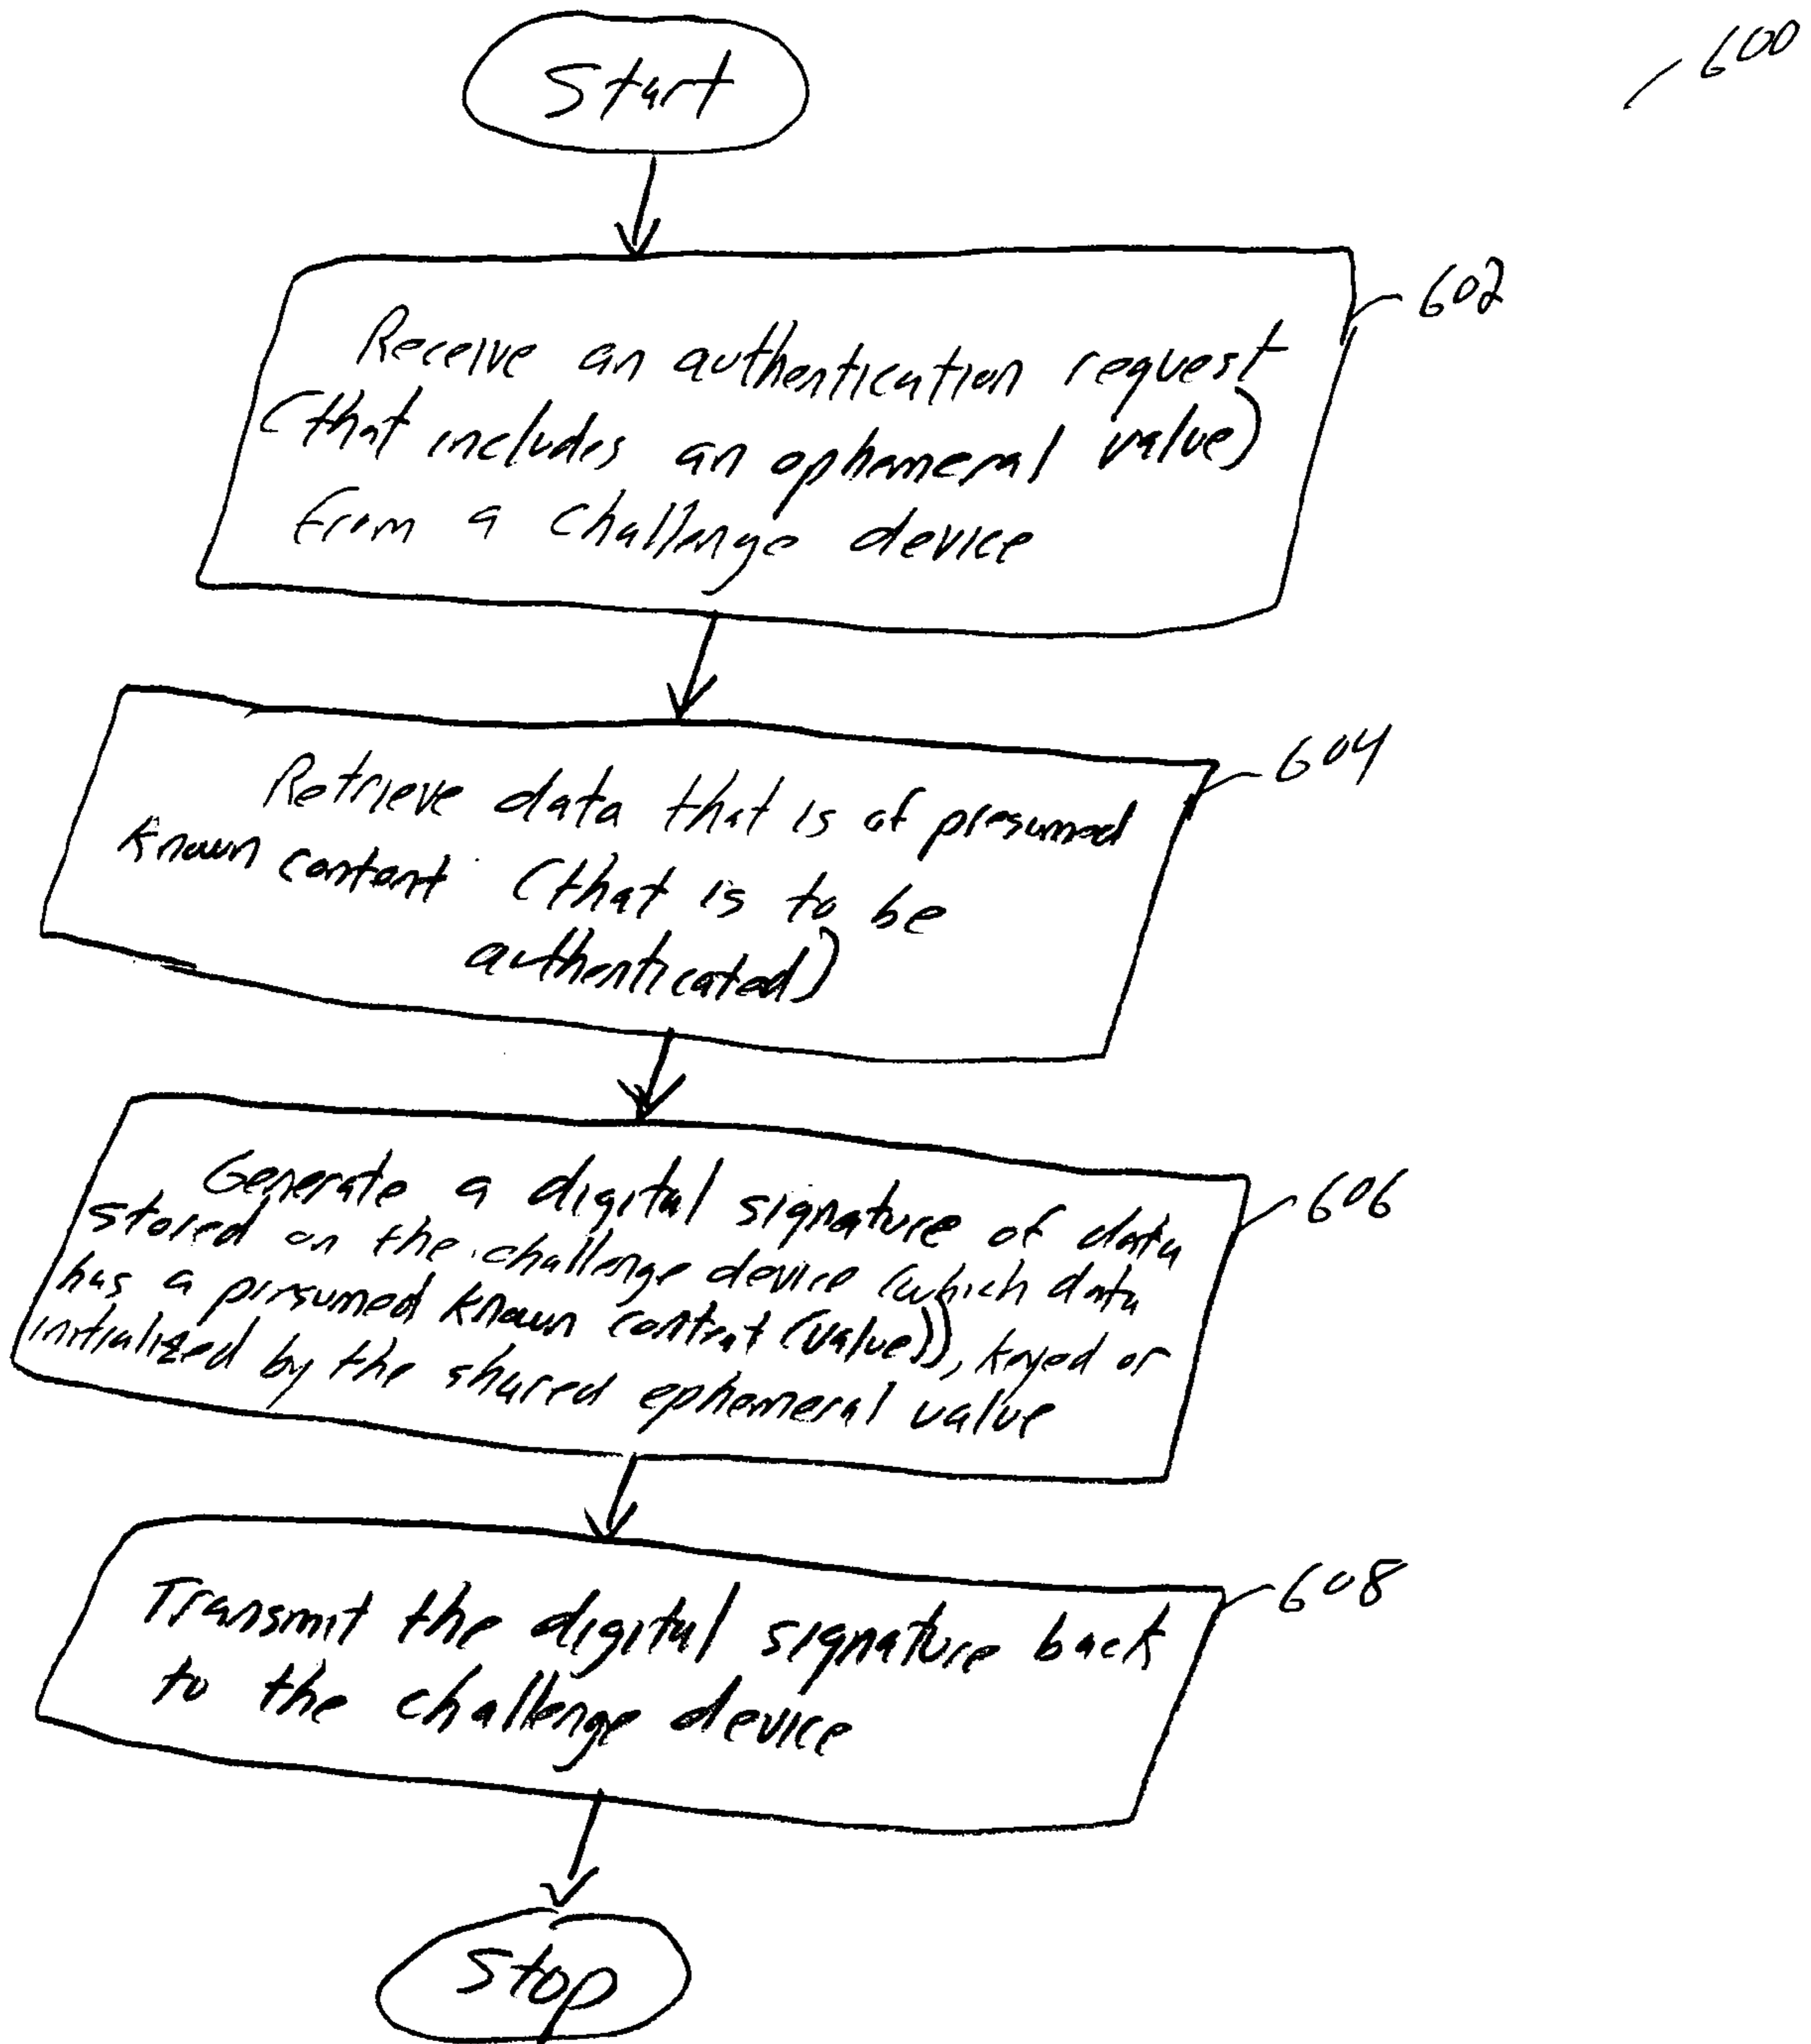 Start
600
602
Receive an authentication request
(that includes an ephemeral value)
from a challenge device
604
Retrieve data that is of presumed
known content (that is to be
authenticated)
606
Generate a digital signature of data
stored on the challenge device (which data
has a presumed known content (value)), keyed or
initialized by the shared ephemeral value
608
Transmit the digital signature back
to the challenge device
Stop